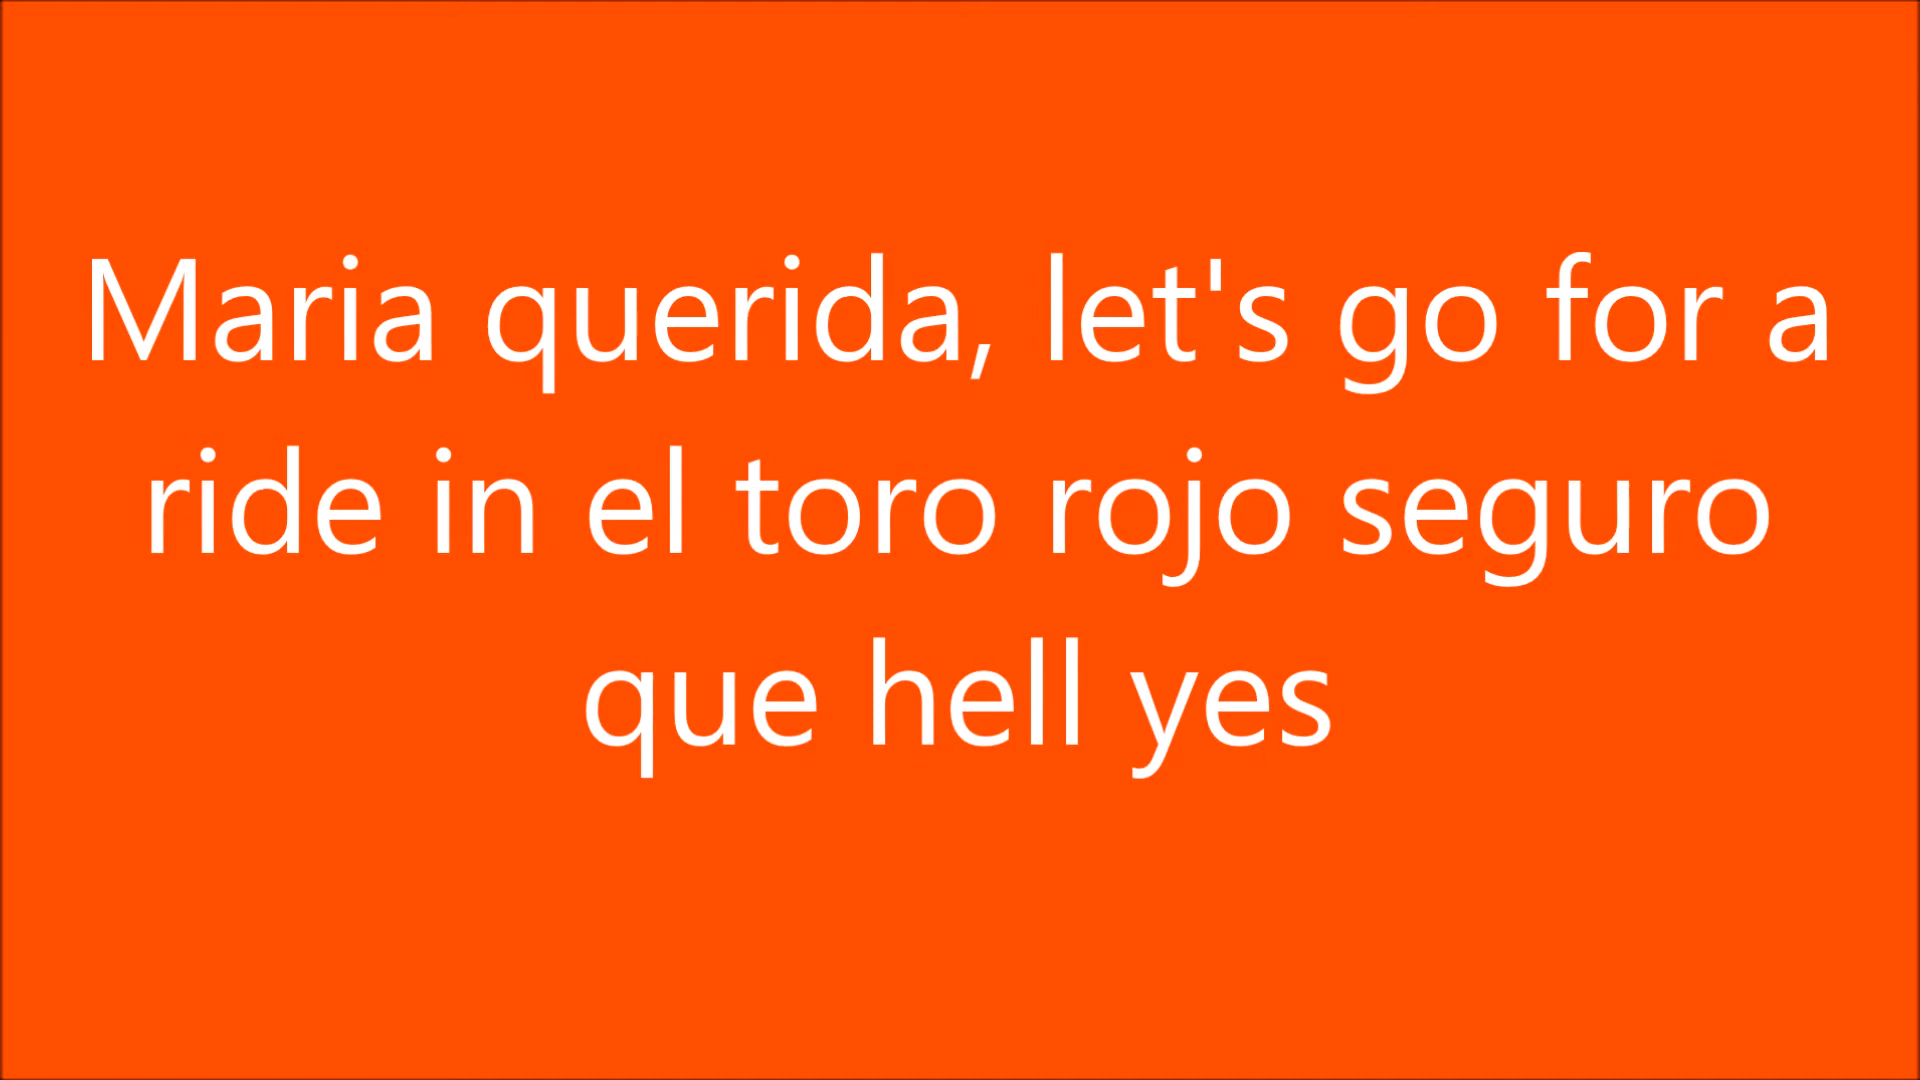 Maria querida, let's go for a
ride in el toro rojo seguro
que hell yes